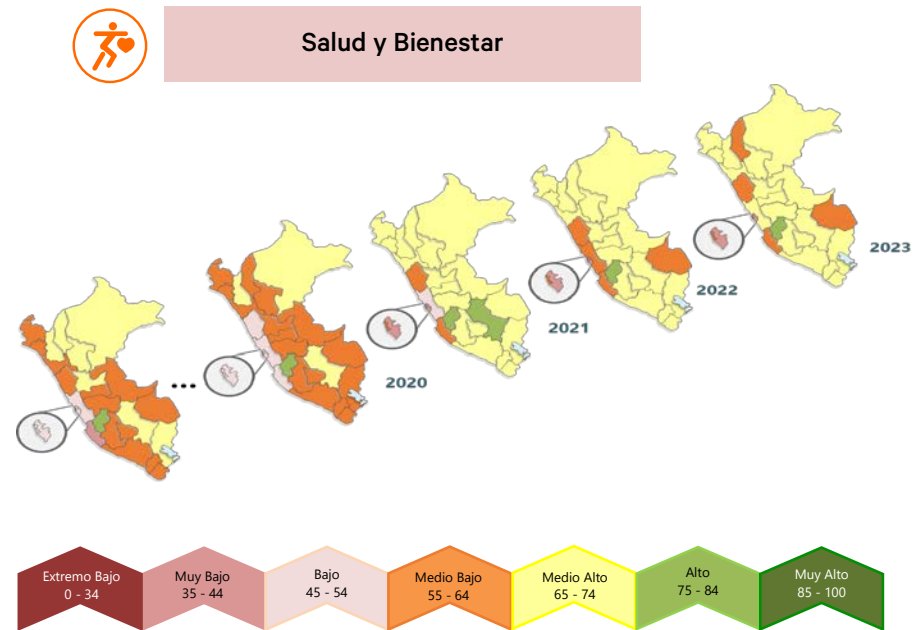 Salud y Bienestar
2023
2022
2021
...
2020
Extremo Bajo
0 - 34
Muy Bajo
35 - 44
Bajo
45 - 54
Medio Bajo
55 - 64
Medio Alto
65 - 74
Alto
75 - 84
Muy Alto
85 - 100